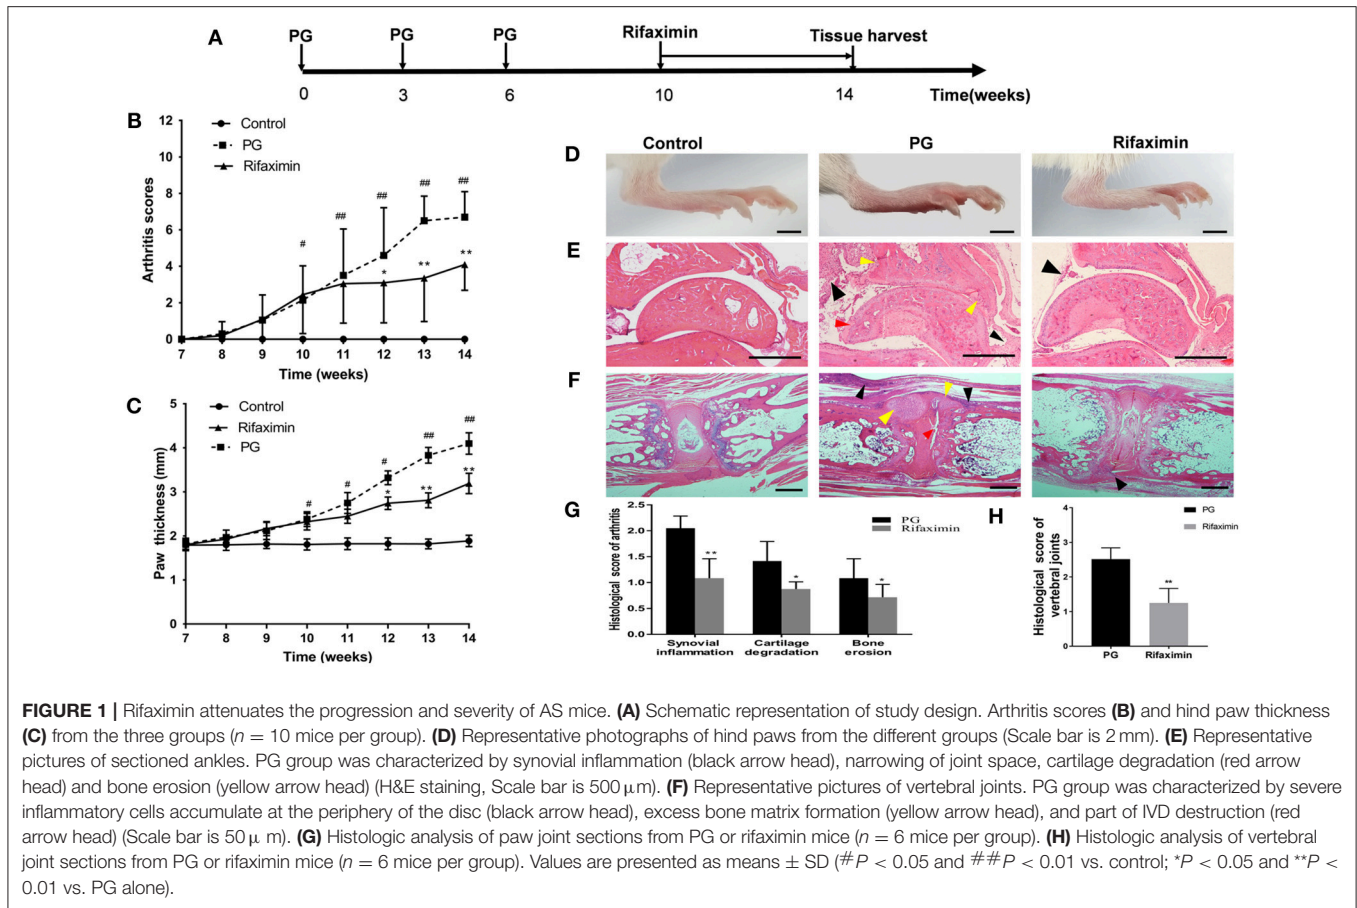 A
PG PG PG Rifaximin Tissue harvest
0 3 6 10 14 Time(weeks)
B
Control
PG
Rifaximin
Arthritis scores
12
10
8
6
4
2
0
# ## ## ## ##
* ** **
7 8 9 10 11 12 13 14
Time (weeks)
C
Control
Rifaximin
PG
Paw thickness (mm)
5
4
3
2
1
0
# # # ## ##
* ** **
7 8 9 10 11 12 13 14
Time (weeks)
Control PG Rifaximin
D
E
F
G
PG
Rifaximin
Histological score of arthritis
2.5
2.0
1.5
1.0
0.5
0.0
** * *
Synovial inflammation
Cartilage degradation
Bone erosion
H
PG
Rifaximin
Histological score of
vertebral joints
4
3
2
1
0
**
PG Rifaximin
FIGURE 1 | Rifaximin attenuates the progression and severity of AS mice. (A) Schematic representation of study design. Arthritis scores (B) and hind paw thickness
(C) from the three groups (n = 10 mice per group). (D) Representative photographs of hind paws from the different groups (Scale bar is 2 mm). (E) Representative
pictures of sectioned ankles. PG group was characterized by synovial inflammation (black arrow head), narrowing of joint space, cartilage degradation (red arrow
head) and bone erosion (yellow arrow head) (H&E staining, Scale bar is 500 μm). (F) Representative pictures of vertebral joints. PG group was characterized by severe
inflammatory cells accumulate at the periphery of the disc (black arrow head), excess bone matrix formation (yellow arrow head), and part of IVD destruction (red
arrow head) (Scale bar is 50 μ m). (G) Histologic analysis of paw joint sections from PG or rifaximin mice (n = 6 mice per group). (H) Histologic analysis of vertebral
joint sections from PG or rifaximin mice (n = 6 mice per group). Values are presented as means ± SD (#P < 0.05 and ##P < 0.01 vs. control; *P < 0.05 and **P <
0.01 vs. PG alone).